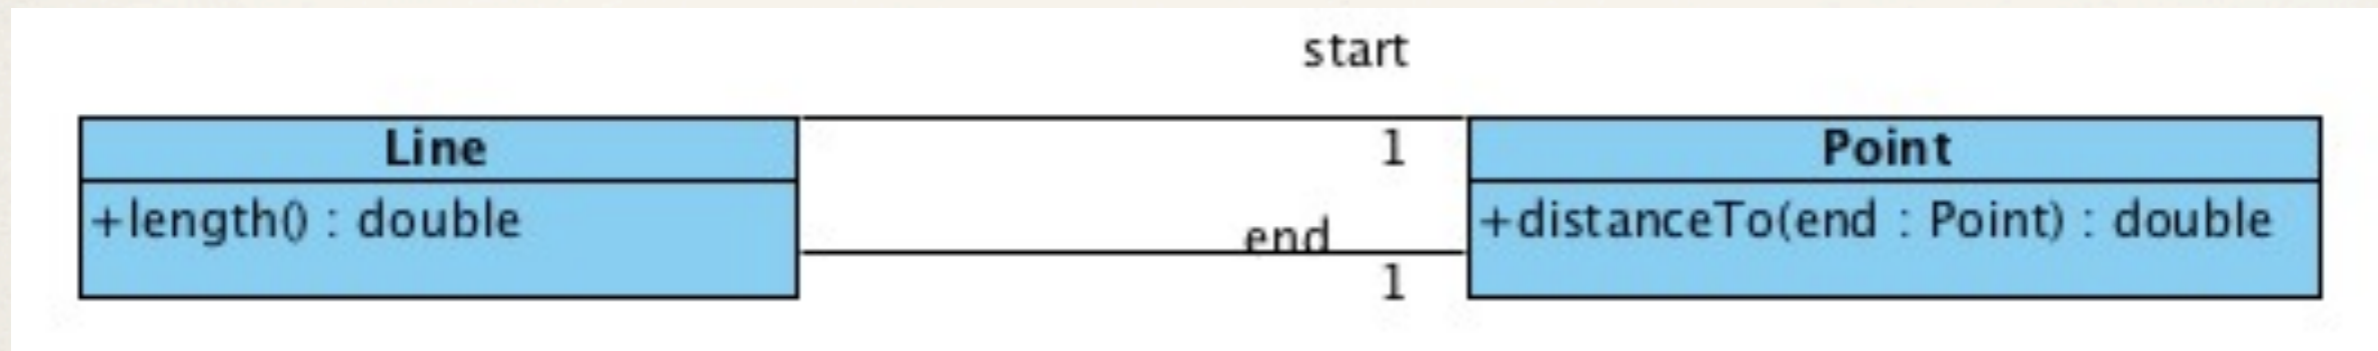 start
Line
1
Point
+length() : double
end
+distanceTo(end : Point) : double
1